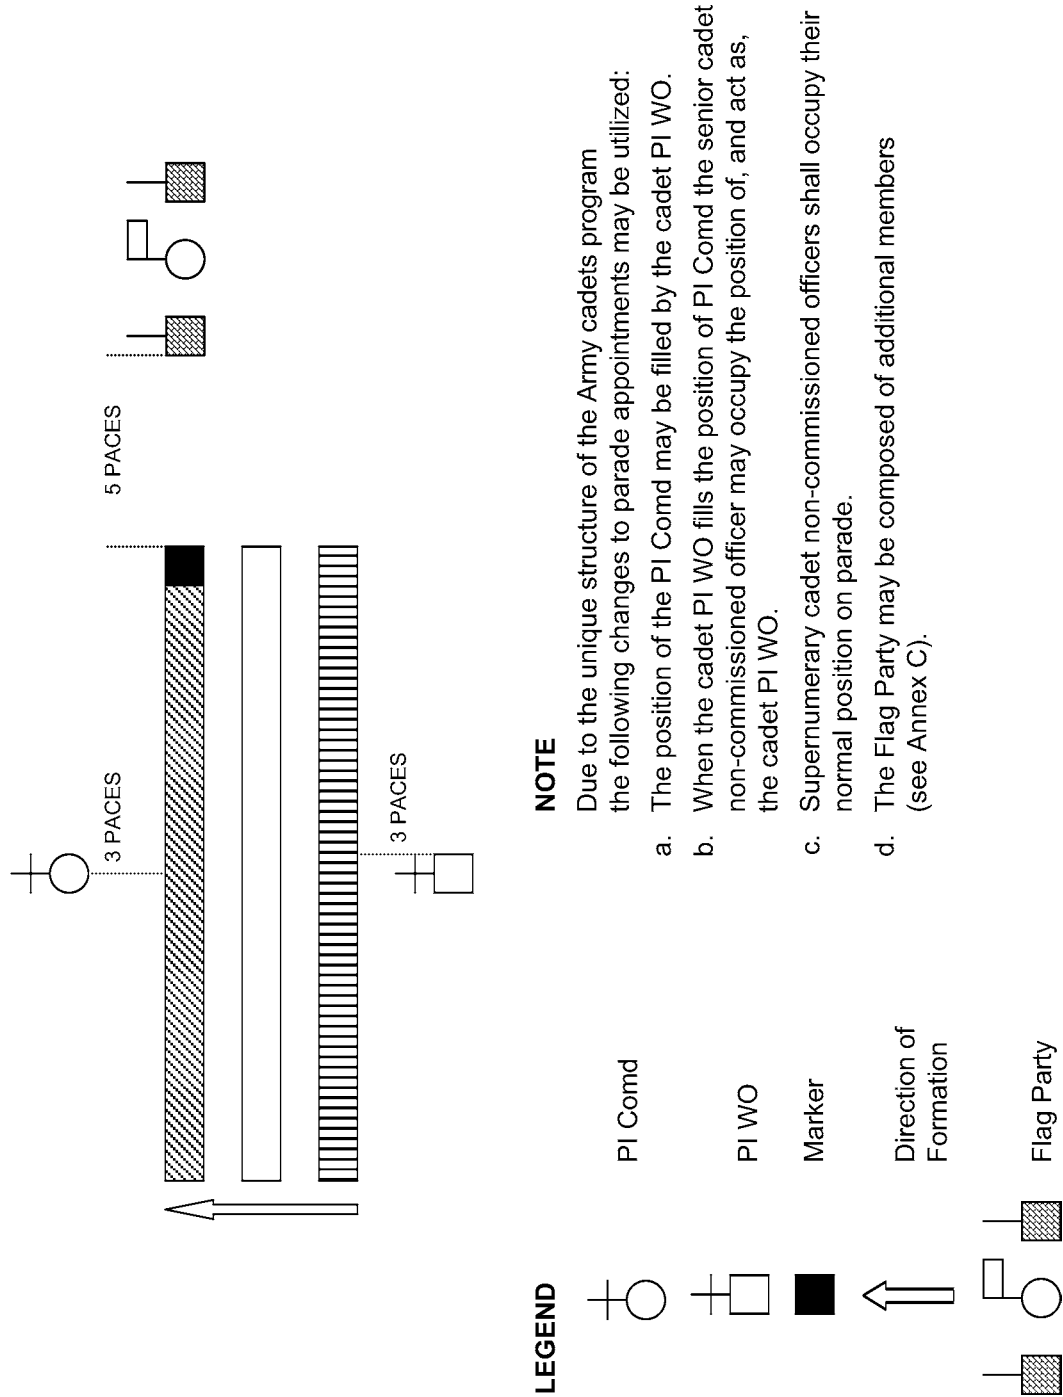 5 PACES
3 PACES
3 PACES
NOTE
Due to the unique structure of the Army cadets program
the following changes to parade appointments may be utilized:
a. The position of the Pl Comd may be filled by the cadet Pl WO.
b. When the cadet Pl WO fills the position of Pl Comd the senior cadet
non-commissioned officer may occupy the position of, and act as,
the cadet Pl WO.
c. Supernumerary cadet non-commissioned officers shall occupy their
normal position on parade.
d. The Flag Party may be composed of additional members
(see Annex C).
LEGEND
Pl Comd
Pl WO
Marker
Direction of
Formation
Flag Party